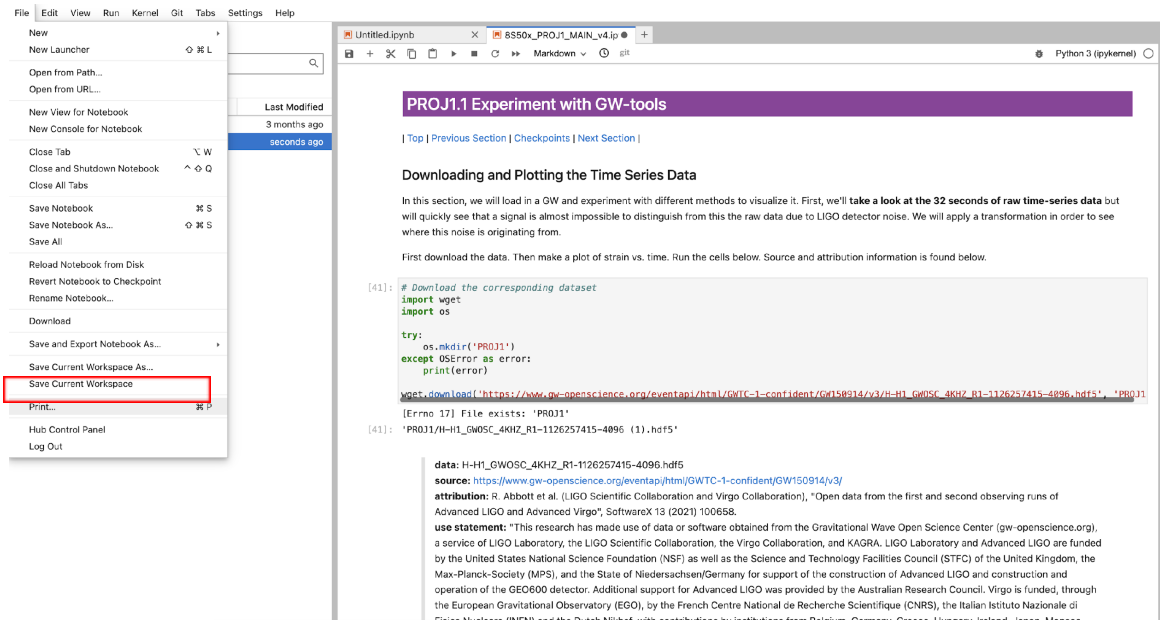 File Edit View Run Kernel Git Tabs Settings Help
New
New Launcher ⇧ ⌘ L
Open from Path...
Open from URL...
New View for Notebook
New Console for Notebook
Close Tab ⌥ W
Close and Shutdown Notebook ^ ⇧ Q
Close All Tabs
Save Notebook ⌘ S
Save Notebook As... ⇧ ⌘ S
Save All
Reload Notebook from Disk
Revert Notebook to Checkpoint
Rename Notebook...
Download
Save and Export Notebook As...
Save Current Workspace As...
Save Current Workspace
Print... ⌘ P
Hub Control Panel
Log Out
Last Modified
3 months ago
seconds ago
Untitled.ipynb
8S50x_PROJ1_MAIN_v4.ip
Markdown git Python 3 (ipykernel)
PROJ1.1 Experiment with GW-tools
| Top | Previous Section | Checkpoints | Next Section |
Downloading and Plotting the Time Series Data
In this section, we will load in a GW and experiment with different methods to visualize it. First, we'll take a look at the 32 seconds of raw time-series data but
will quickly see that a signal is almost impossible to distinguish from this the raw data due to LIGO detector noise. We will apply a transformation in order to see
where this noise is originating from.
First download the data. Then make a plot of strain vs. time. Run the cells below. Source and attribution information is found below.
[41]: # Download the corresponding dataset
import wget
import os
try:
os.mkdir('PROJ1')
except OSError as error:
print(error)
wget.download('https://www.gw-openscience.org/eventapi/html/GWTC-1-confident/GW150914/v3/H-H1_GWOSC_4KHZ_R1-1126257415-4096.hdf5', 'PROJ1
[Errno 17] File exists: 'PROJ1'
[41]: 'PROJ1/H-H1_GWOSC_4KHZ_R1-1126257415-4096 (1).hdf5'
data: H-H1_GWOSC_4KHZ_R1-1126257415-4096.hdf5
source: https://www.gw-openscience.org/eventapi/html/GWTC-1-confident/GW150914/v3/
attribution: R. Abbott et al. (LIGO Scientific Collaboration and Virgo Collaboration), "Open data from the first and second observing runs of
Advanced LIGO and Advanced Virgo", SoftwareX 13 (2021) 100658.
use statement: "This research has made use of data or software obtained from the Gravitational Wave Open Science Center (gw-openscience.org),
a service of LIGO Laboratory, the LIGO Scientific Collaboration, the Virgo Collaboration, and KAGRA. LIGO Laboratory and Advanced LIGO are funded
by the United States National Science Foundation (NSF) as well as the Science and Technology Facilities Council (STFC) of the United Kingdom, the
Max-Planck-Society (MPS), and the State of Niedersachsen/Germany for support of the construction of Advanced LIGO and construction and
operation of the GEO600 detector. Additional support for Advanced LIGO was provided by the Australian Research Council. Virgo is funded, through
the European Gravitational Observatory (EGO), by the French Centre National de Recherche Scientifique (CNRS), the Italian Istituto Nazionale di